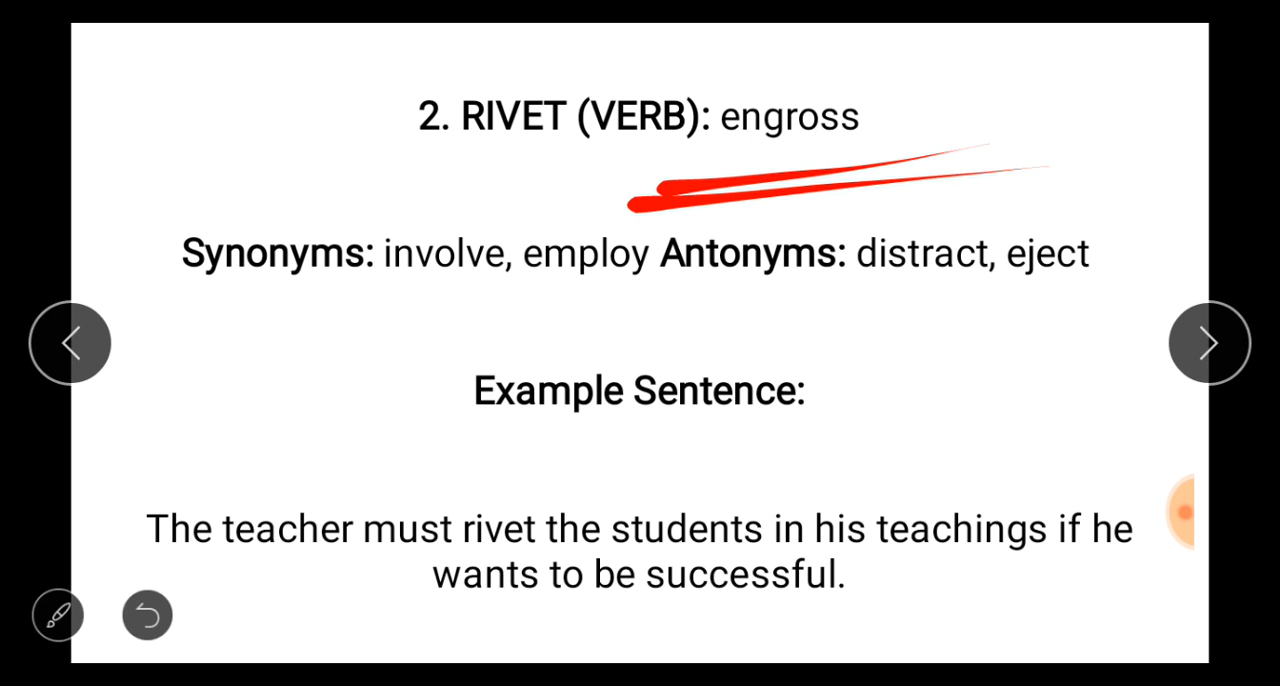 2. RIVET (VERB): engross
Synonyms: involve, employ Antonyms: distract, eject
Example Sentence:
The teacher must rivet the students in his teachings if he
wants to be successful.